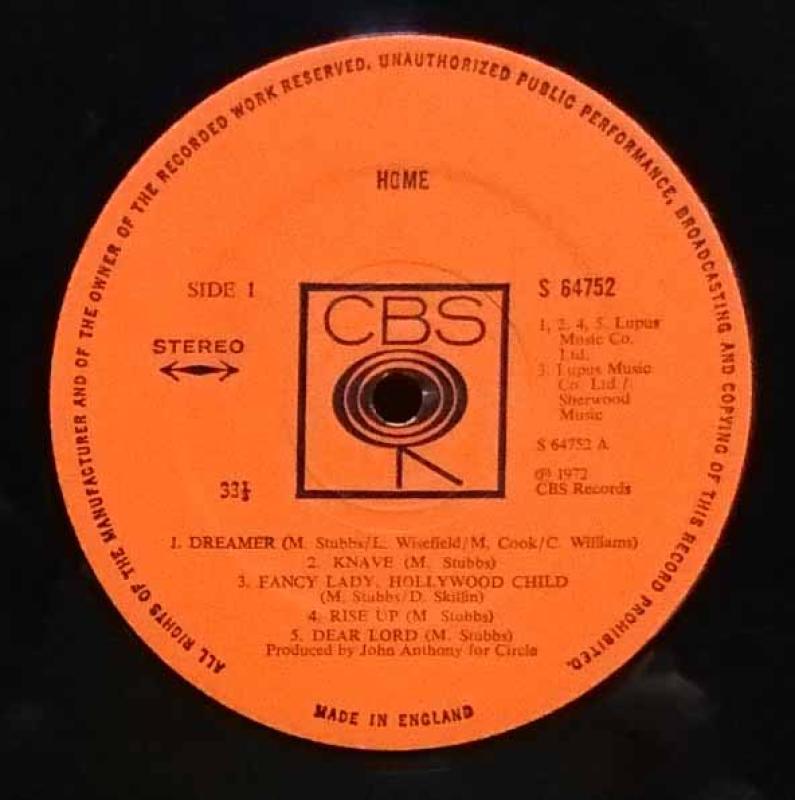 ALL RIGHTS OF THE MANUFACTURER AND OF THE OWNER OF THE RECORDED WORK RESERVED. UNAUTHORIZED PUBLIC PERFORMANCE, BROADCASTING AND COPYING OF THIS RECORD PROHIBITED.
HOME
SIDE 1
STEREO
33⅓
CBS
S 64752
1, 2, 4, 5. Lupus
Music Co.
Ltd.
3. Lupus Music
Co. Ltd./
Sherwood
Music
S 64752 A
℗ 1972
CBS Records
1. DREAMER (M. Stubbs/L. Wisefield/M. Cook/C. Williams)
2. KNAVE (M. Stubbs)
3. FANCY LADY, HOLLYWOOD CHILD
(M. Stubbs/D. Skillin)
4. RISE UP (M. Stubbs)
5. DEAR LORD (M. Stubbs)
Produced by John Anthony for Circle
MADE IN ENGLAND